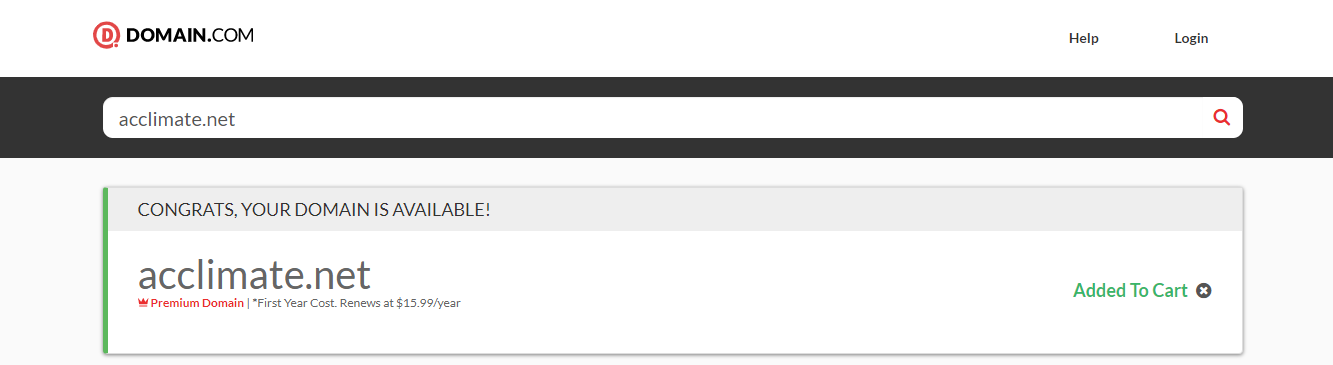 DOMAIN.COM
Help
Login
acclimate.net
CONGRATS, YOUR DOMAIN IS AVAILABLE!
acclimate.net
Premium Domain | *First Year Cost. Renews at $15.99/year
Added To Cart